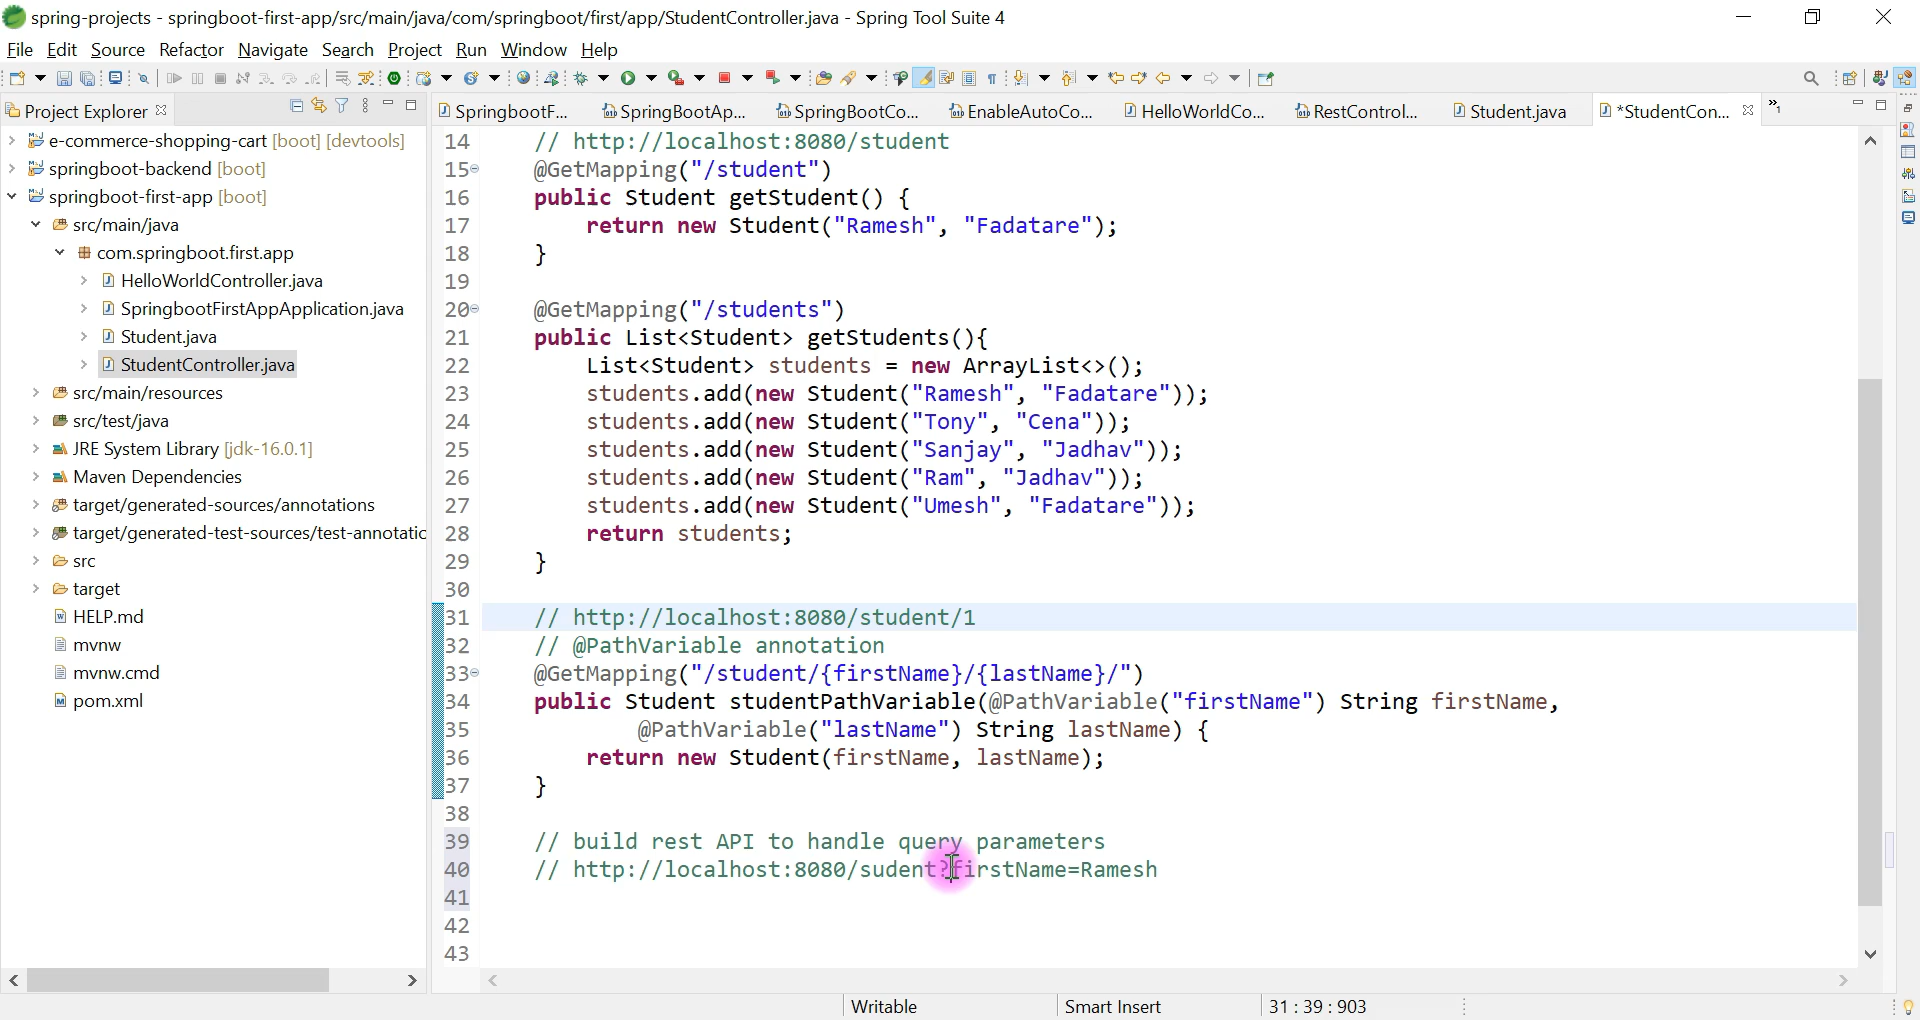 spring-projects - springboot-first-app/src/main/java/com/springboot/first/app/StudentController.java - Spring Tool Suite 4
File Edit Source Refactor Navigate Search Project Run Window Help
Project Explorer
SpringbootF...
SpringBootAp...
SpringBootCo...
EnableAutoCo...
HelloWorldCo...
RestControl...
Student.java
*StudentCon...
»1
e-commerce-shopping-cart [boot] [devtools]
springboot-backend [boot]
springboot-first-app [boot]
src/main/java
com.springboot.first.app
HelloWorldController.java
SpringbootFirstAppApplication.java
Student.java
StudentController.java
src/main/resources
src/test/java
JRE System Library [jdk-16.0.1]
Maven Dependencies
target/generated-sources/annotations
target/generated-test-sources/test-annotatic
src
target
HELP.md
mvnw
mvnw.cmd
pom.xml
14 // http://localhost:8080/student
15 @GetMapping("/student")
16 public Student getStudent() {
17 return new Student("Ramesh", "Fadatare");
18 }
19
20 @GetMapping("/students")
21 public List<Student> getStudents(){
22 List<Student> students = new ArrayList<>();
23 students.add(new Student("Ramesh", "Fadatare"));
24 students.add(new Student("Tony", "Cena"));
25 students.add(new Student("Sanjay", "Jadhav"));
26 students.add(new Student("Ram", "Jadhav"));
27 students.add(new Student("Umesh", "Fadatare"));
28 return students;
29 }
30
31 // http://localhost:8080/student/1
32 // @PathVariable annotation
33 @GetMapping("/student/{firstName}/{lastName}/")
34 public Student studentPathVariable(@PathVariable("firstName") String firstName,
35 @PathVariable("lastName") String lastName) {
36 return new Student(firstName, lastName);
37 }
38
39 // build rest API to handle query parameters
40 // http://localhost:8080/sudent?firstName=Ramesh
41
42
43
Writable
Smart Insert
31 : 39 : 903